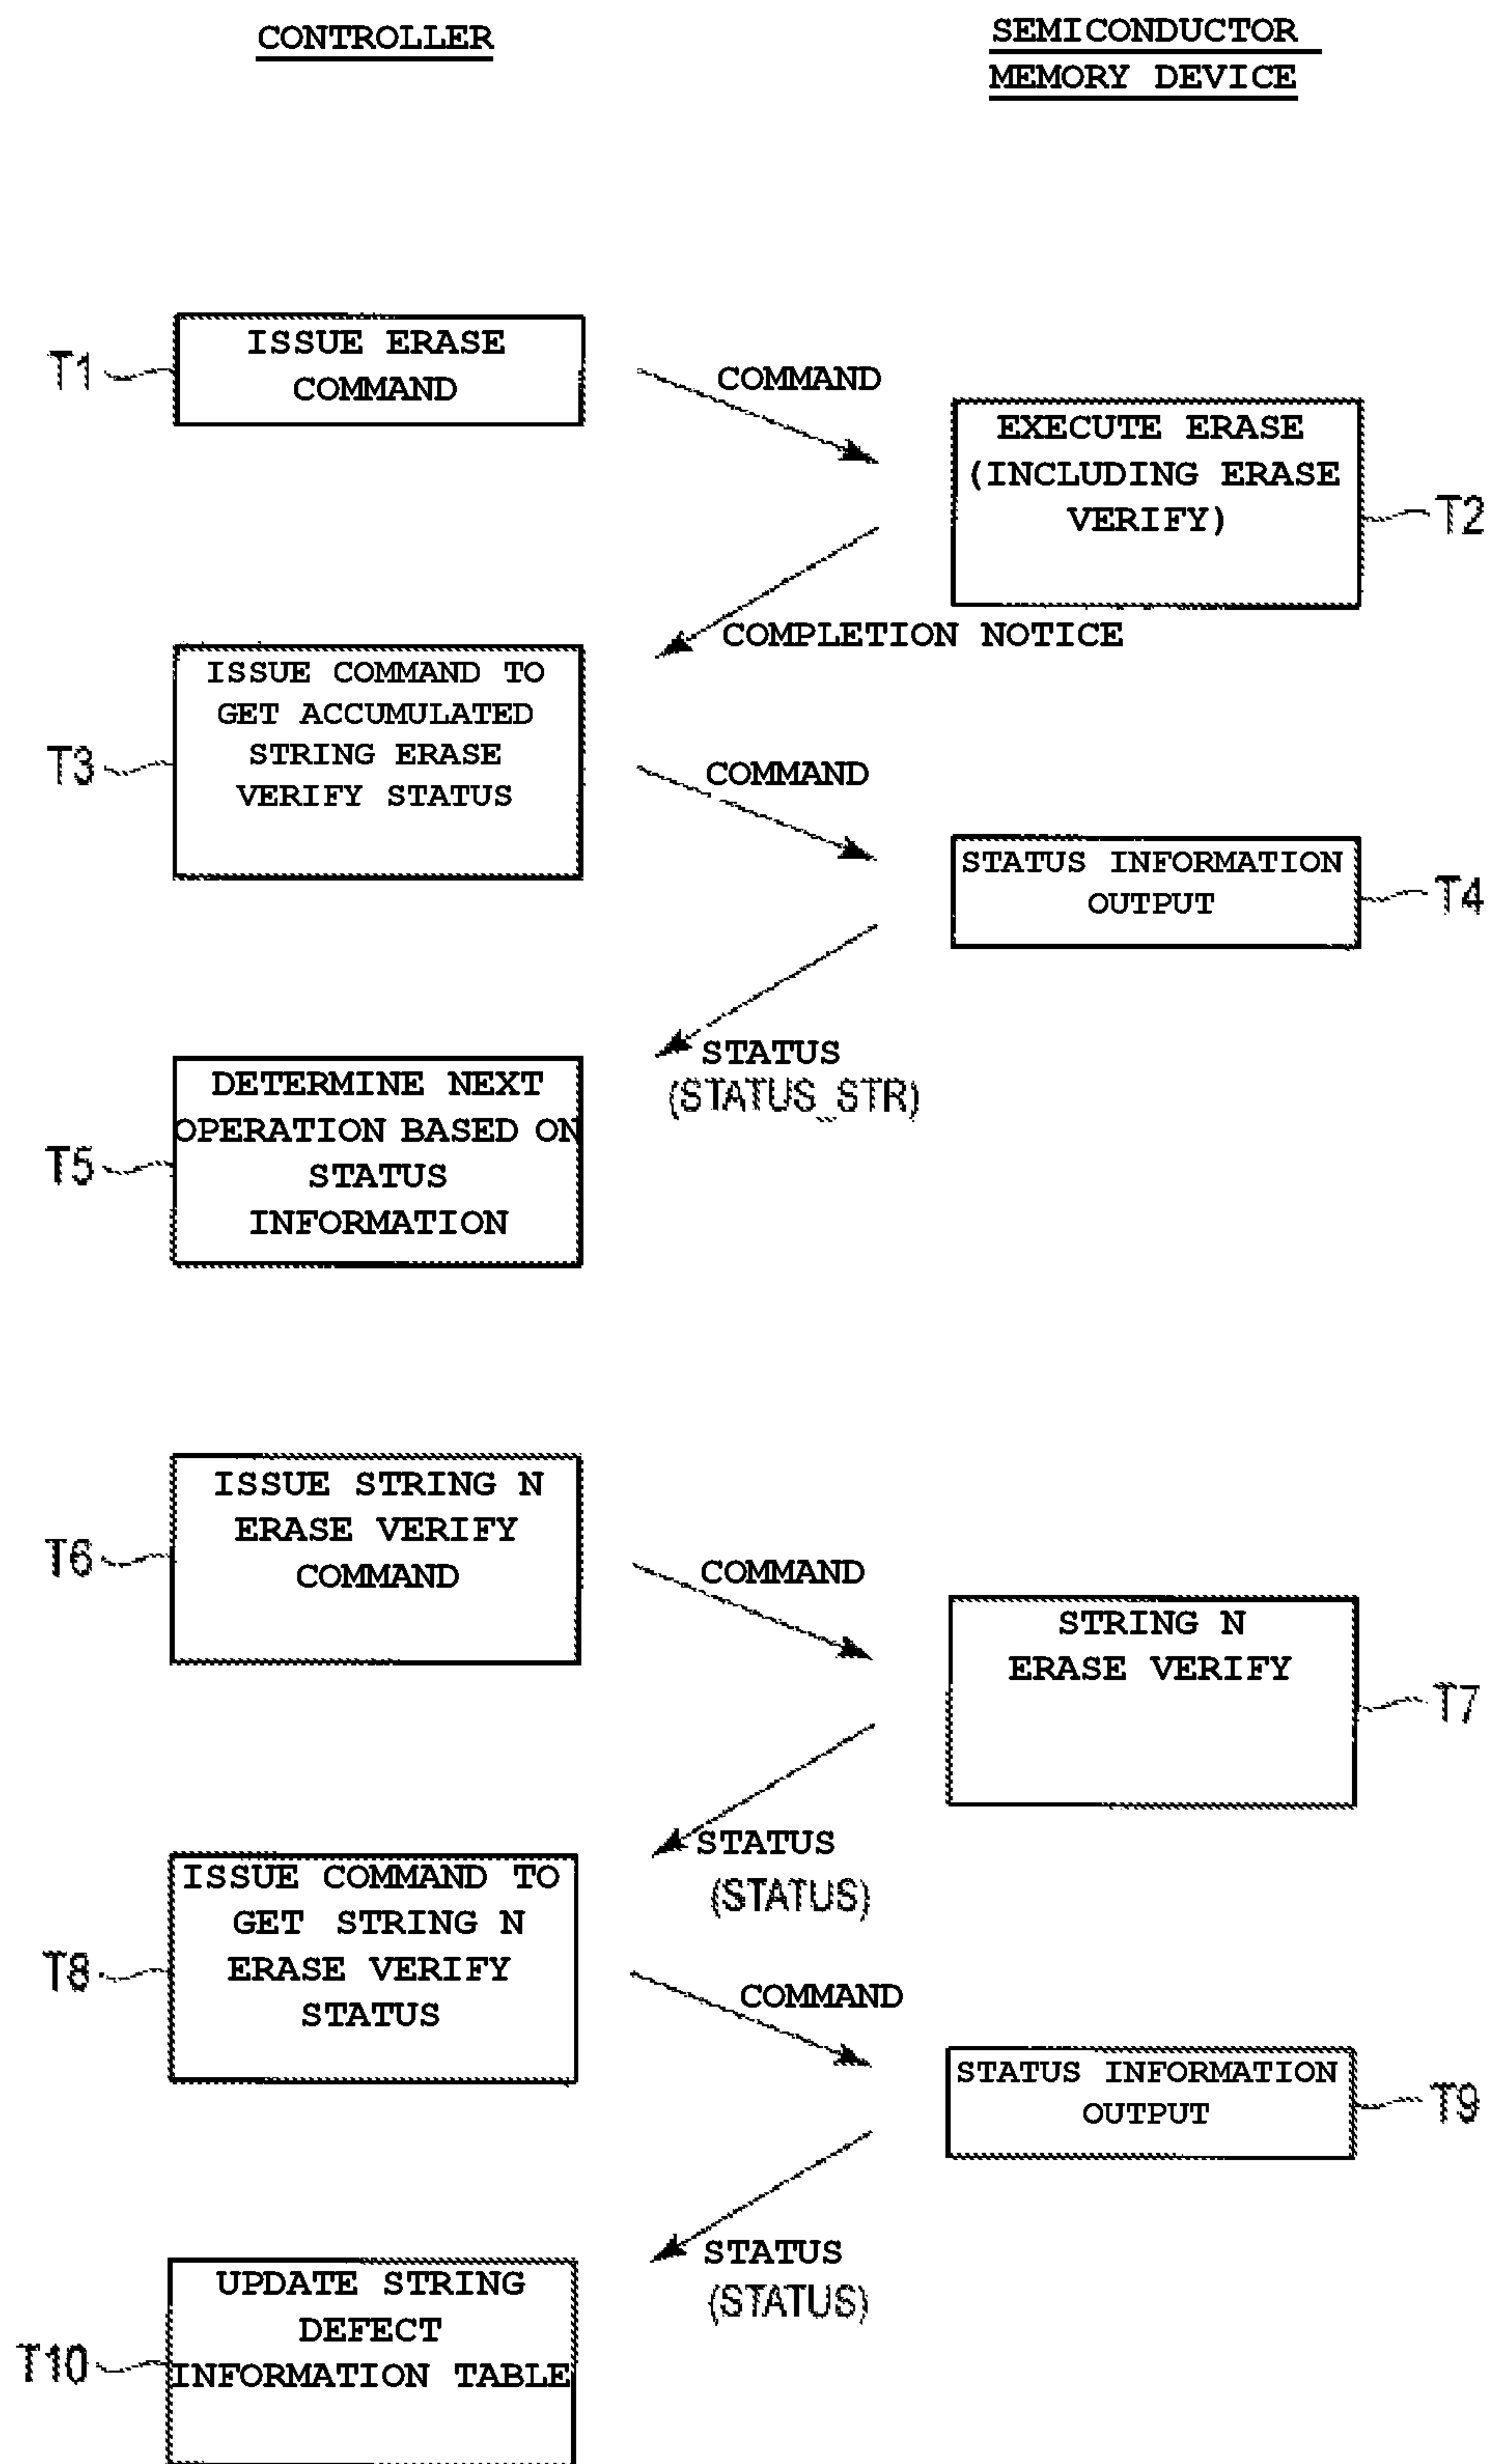 CONTROLLER
SEMICONDUCTOR
MEMORY DEVICE
T1
ISSUE ERASE
COMMAND
COMMAND
EXECUTE ERASE
(INCLUDING ERASE
VERIFY)
T2
COMPLETION NOTICE
T3
ISSUE COMMAND TO
GET ACCUMULATED
STRING ERASE
VERIFY STATUS
COMMAND
STATUS INFORMATION
OUTPUT
T4
STATUS
(STATUS_STR)
T5
DETERMINE NEXT
OPERATION BASED ON
STATUS
INFORMATION
T6
ISSUE STRING N
ERASE VERIFY
COMMAND
COMMAND
STRING N
ERASE VERIFY
T7
STATUS
(STATUS)
T8
ISSUE COMMAND TO
GET STRING N
ERASE VERIFY
STATUS
COMMAND
STATUS INFORMATION
OUTPUT
T9
STATUS
(STATUS)
T10
UPDATE STRING
DEFECT
INFORMATION TABLE